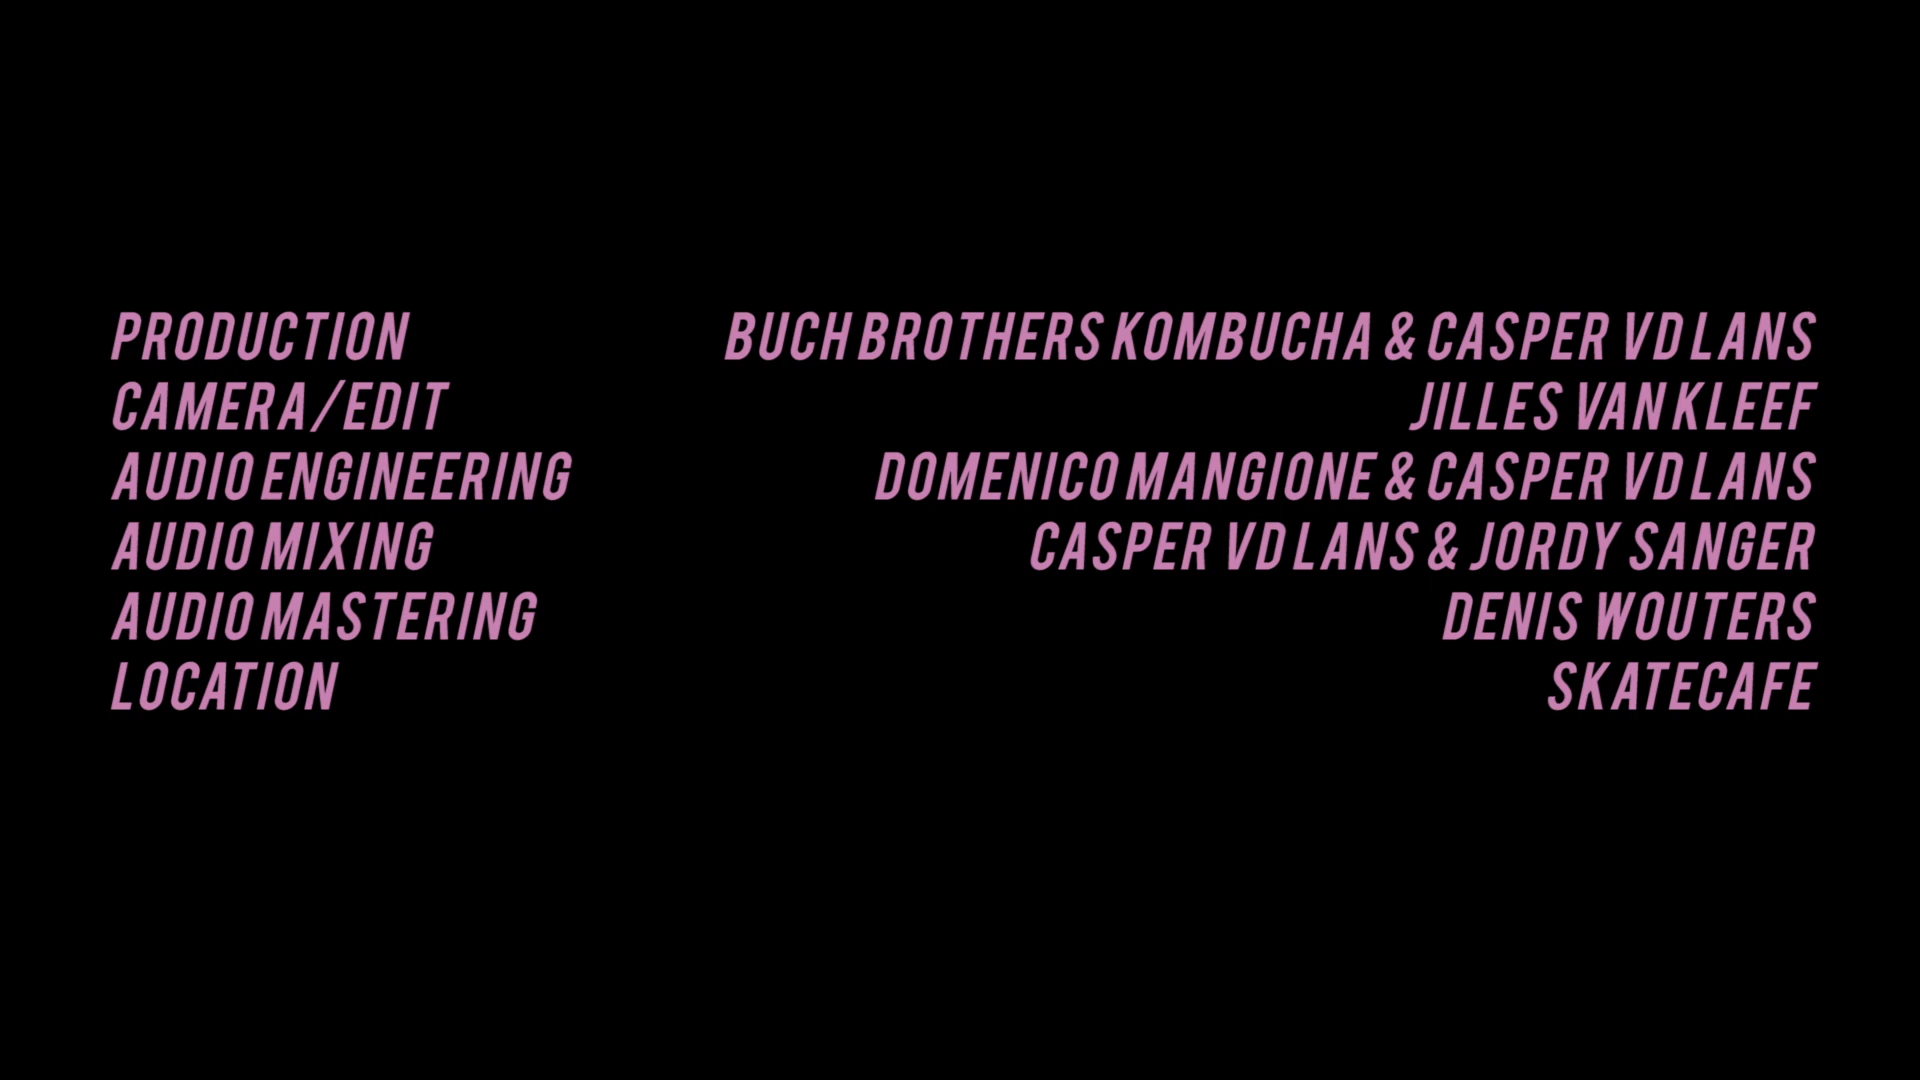 PRODUCTION BUCH BROTHERS KOMBUCHA & CASPER VD LANS
CAMERA/EDIT JILLES VAN KLEEF
AUDIO ENGINEERING DOMENICO MANGIONE & CASPER VD LANS
AUDIO MIXING CASPER VD LANS & JORDY SANGER
AUDIO MASTERING DENIS WOUTERS
LOCATION SKATECAFE